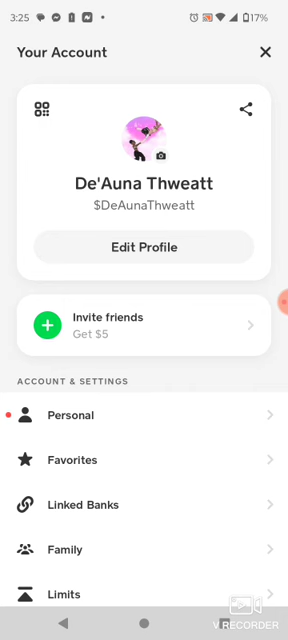 3:25
17%
Your Account
De'Auna Thweatt
$DeAunaThweatt
Edit Profile
Invite friends
Get $5
ACCOUNT & SETTINGS
Personal
Favorites
Linked Banks
Family
Limits
V RECORDER